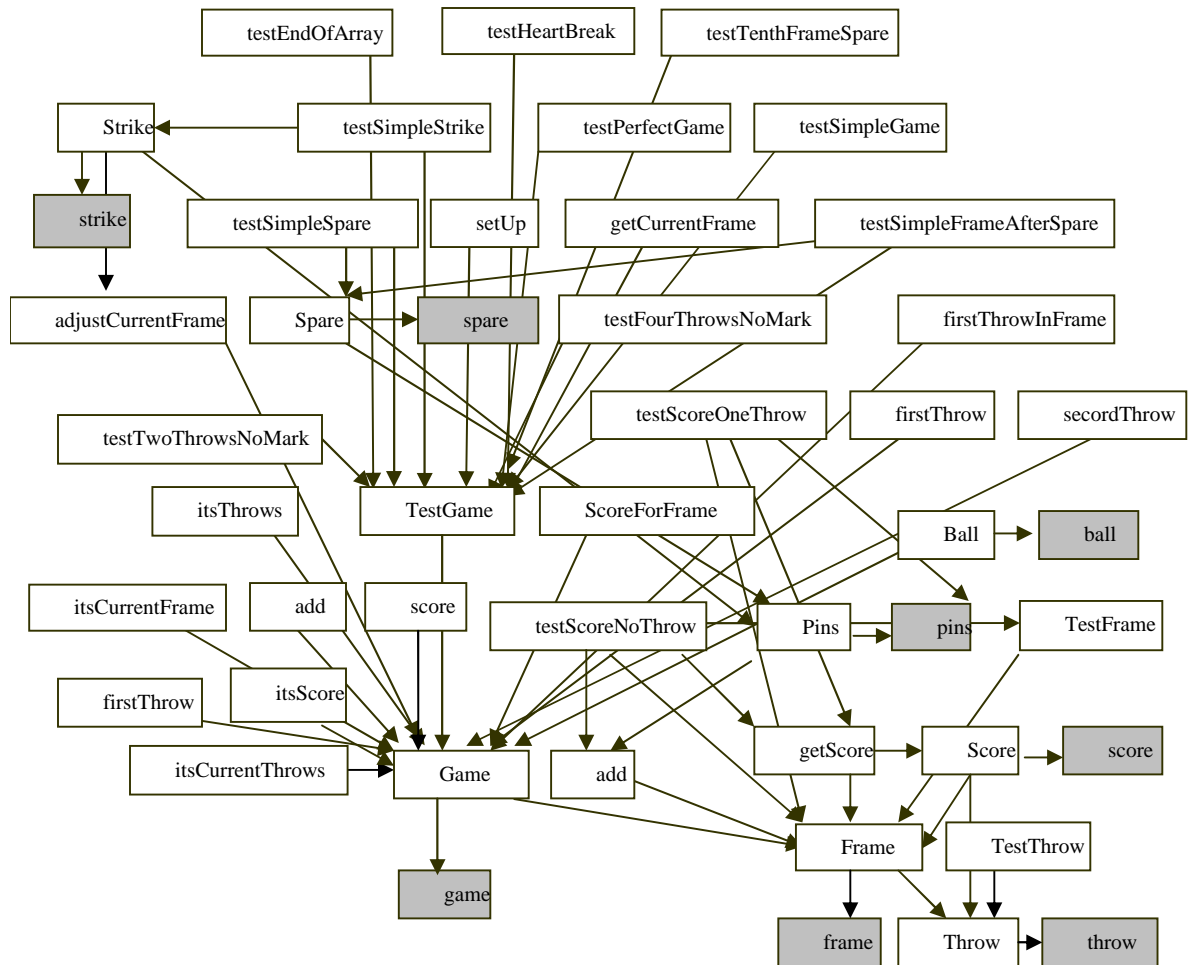 testEndOfArray
testHeartBreak
testTenthFrameSpare
Strike
testSimpleStrike
testPerfectGame
testSimpleGame
strike
testSimpleSpare
setUp
getCurrentFrame
testSimpleFrameAfterSpare
adjustCurrentFrame
Spare
spare
testFourThrowsNoMark
firstThrowInFrame
testTwoThrowsNoMark
testScoreOneThrow
firstThrow
secordThrow
itsThrows
TestGame
ScoreForFrame
Ball
ball
itsCurrentFrame
add
score
testScoreNoThrow
Pins
pins
TestFrame
firstThrow
itsScore
itsCurrentThrows
Game
add
getScore
Score
score
Frame
TestThrow
game
frame
Throw
throw